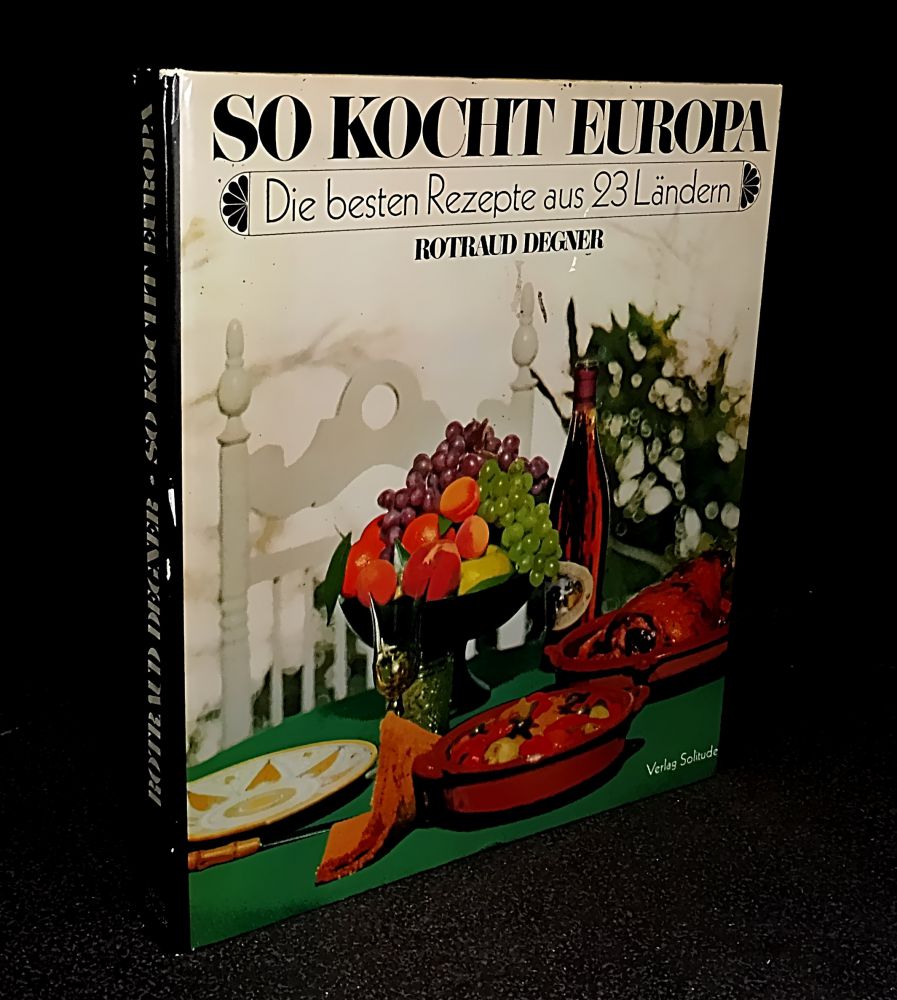 SO KOCHT EUROPA
Die besten Rezepte aus 23 Ländern
ROTRAUD DEGNER
Verlag Solitude
ROTRAUD DEGNER · SO KOCHT EUROPA